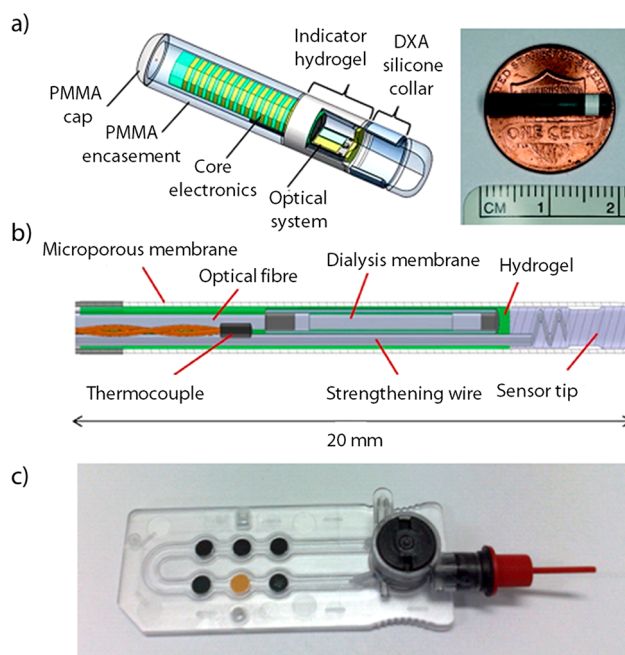 a)
Indicator
hydrogel
DXA
silicone
collar
PMMA
cap
PMMA
encasement
Core
electronics
Optical
system
ONE CENT
CM 1 2
b)
Microporous membrane
Optical fibre
Dialysis membrane
Hydrogel
Thermocouple
Strengthening wire
Sensor tip
20 mm
c)